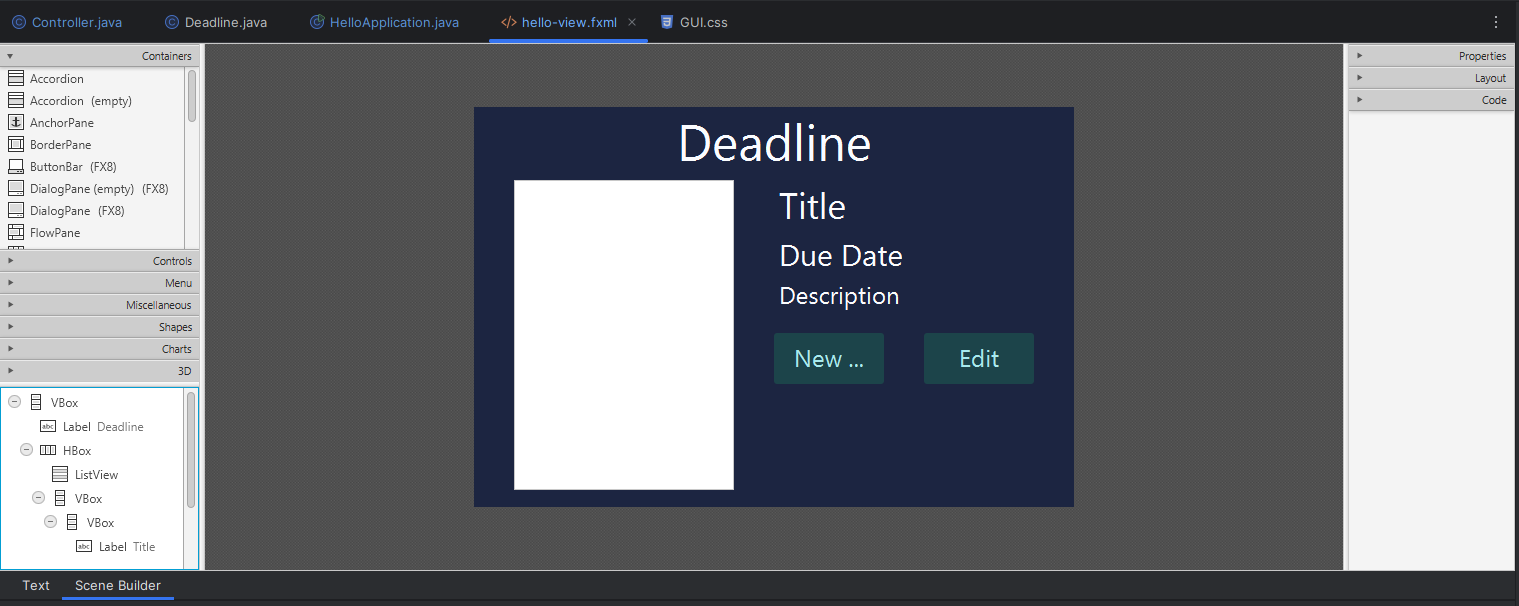 Controller.java
Deadline.java
HelloApplication.java
</> hello-view.fxml ×
GUI.css
Containers
Accordion
Accordion (empty)
AnchorPane
BorderPane
ButtonBar (FX8)
DialogPane (empty) (FX8)
DialogPane (FX8)
FlowPane
Controls
Menu
Miscellaneous
Shapes
Charts
3D
VBox
abc Label Deadline
HBox
ListView
VBox
VBox
abc Label Title
Deadline
Title
Due Date
Description
New ...
Edit
Properties
Layout
Code
Text
Scene Builder